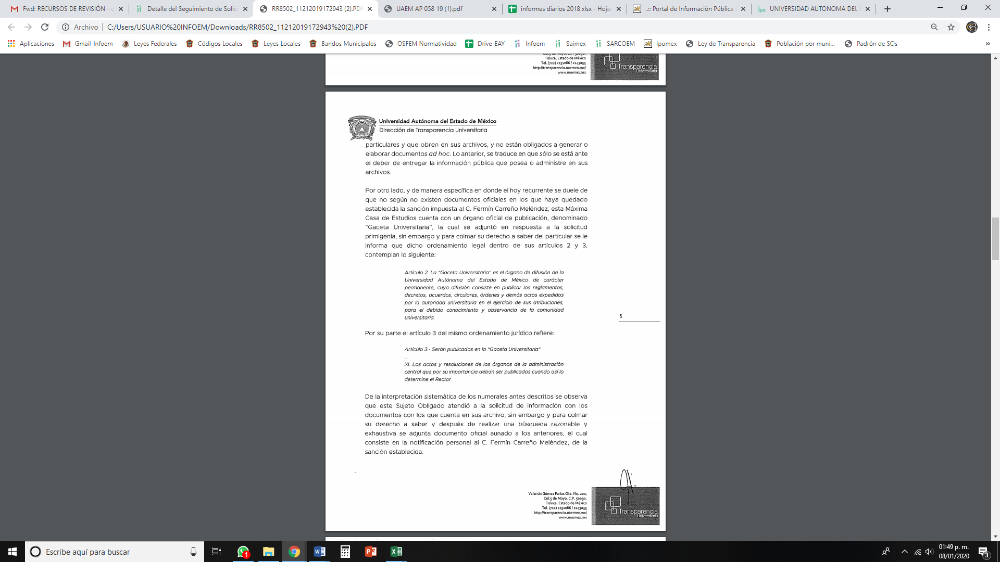 Fwd: RECURSOS DE REVISIÓN - c
Detalle del Seguimiento de Solici
RR8502_11212019172943 (2).PDF
UAEM AP 058 19 (1).pdf
informes diarios 2018.xlsx - Hoja
..:: Portal de Información Pública
UNIVERSIDAD AUTONOMA DEL
Archivo
C:/Users/USUARIO%20INFOEM/Downloads/RR8502_11212019172943%20(2).PDF
Aplicaciones
Gmail-Infoem
Leyes Federales
Códigos Locales
Leyes Locales
Bandos Municipales
OSFEM Normatividad
Drive-EAY
Infoem
Saimex
SARCOEM
Ipomex
Ley de Transparencia
Población por muni...
Padrón de SOs
»
Col.5 de Mayo. C.P. 50090.
Toluca, Estado de México
Tel. (722) 2131086 / 2143055
http://transparencia.uaemex.mx/
www.uaemex.mx
Transparencia
Universitaria
Universidad Autónoma del Estado de México
Dirección de Transparencia Universitaria
particulares y que obren en sus archivos, y no están obligados a generar o
elaborar documentos ad hoc. Lo anterior, se traduce en que sólo se está ante
el deber de entregar la información pública que posea o administre en sus
archivos.
Por otro lado, y de manera específica en donde el hoy recurrente se duele de
que no según no existen documentos oficiales en los que haya quedado
establecida la sanción impuesta al C. Fermín Carreño Meléndez; esta Máxima
Casa de Estudios cuenta con un órgano oficial de publicación, denominado
“Gaceta Universitaria”, la cual se adjuntó en respuesta a la solicitud
primigenia, sin embargo y para colmar su derecho a saber del particular se le
informa que dicho ordenamiento legal dentro de sus artículos 2 y 3,
contemplan lo siguiente:
Artículo 2. La “Gaceta Universitaria” es el órgano de difusión de la
Universidad Autónoma del Estado de México de carácter
permanente, cuya difusión consiste en publicar los reglamentos,
decretos, acuerdos, circulares, órdenes y demás actos expedidos
por la autoridad universitaria en el ejercicio de sus atribuciones,
para el debido conocimiento y observancia de la comunidad
universitaria.
5
Por su parte el artículo 3 del mismo ordenamiento jurídico refiere:
Artículo 3.- Serán publicados en la “Gaceta Universitaria”
...
XI. Los actos y resoluciones de los órganos de la administración
central que por su importancia deban ser publicados cuando así lo
determine el Rector.
De la interpretación sistemática de los numerales antes descritos se observa
que este Sujeto Obligado atendió a la solicitud de información con los
documentos con los que cuenta en sus archivo, sin embargo y para colmar
su derecho a saber y después de realizar una búsqueda razonable y
exhaustiva se adjunta documento oficial aunado a los anteriores, el cual
consiste en la notificación personal al C. Fermín Carreño Meléndez, de la
sanción establecida.
Valentín Gómez Farías Ote. No. 200,
Col.5 de Mayo. C.P. 50090.
Toluca, Estado de México
Tel. (722) 2131086 / 2143055
http://transparencia.uaemex.mx/
www.uaemex.mx
Transparencia
Universitaria
Escribe aquí para buscar
1
01:49 p. m.
08/01/2020
3